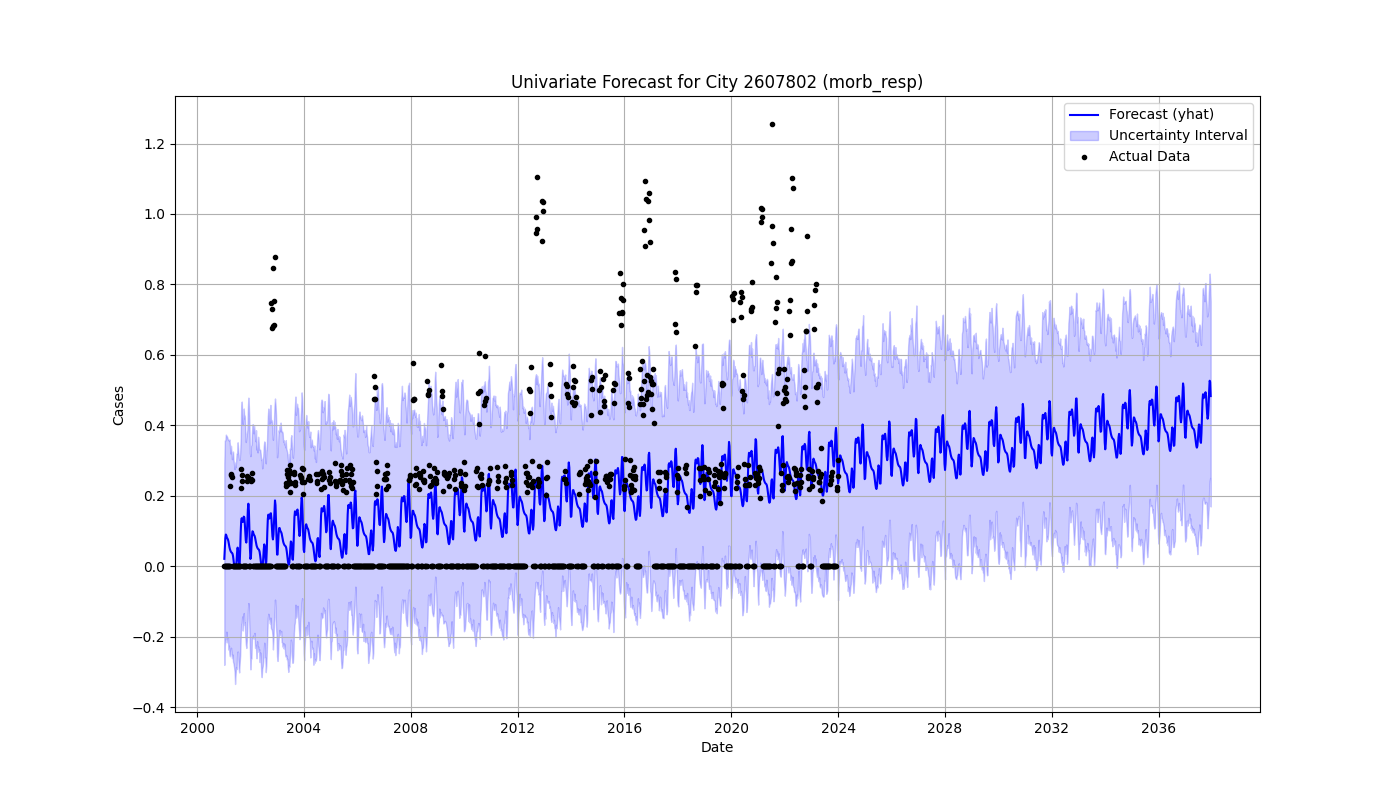 Univariate Forecast for City 2607802 (morb_resp)
Forecast (yhat)
Uncertainty Interval
Actual Data
Cases
1.2
1.0
0.8
0.6
0.4
0.2
0.0
−0.2
−0.4
2000 2004 2008 2012 2016 2020 2024 2028 2032 2036
Date